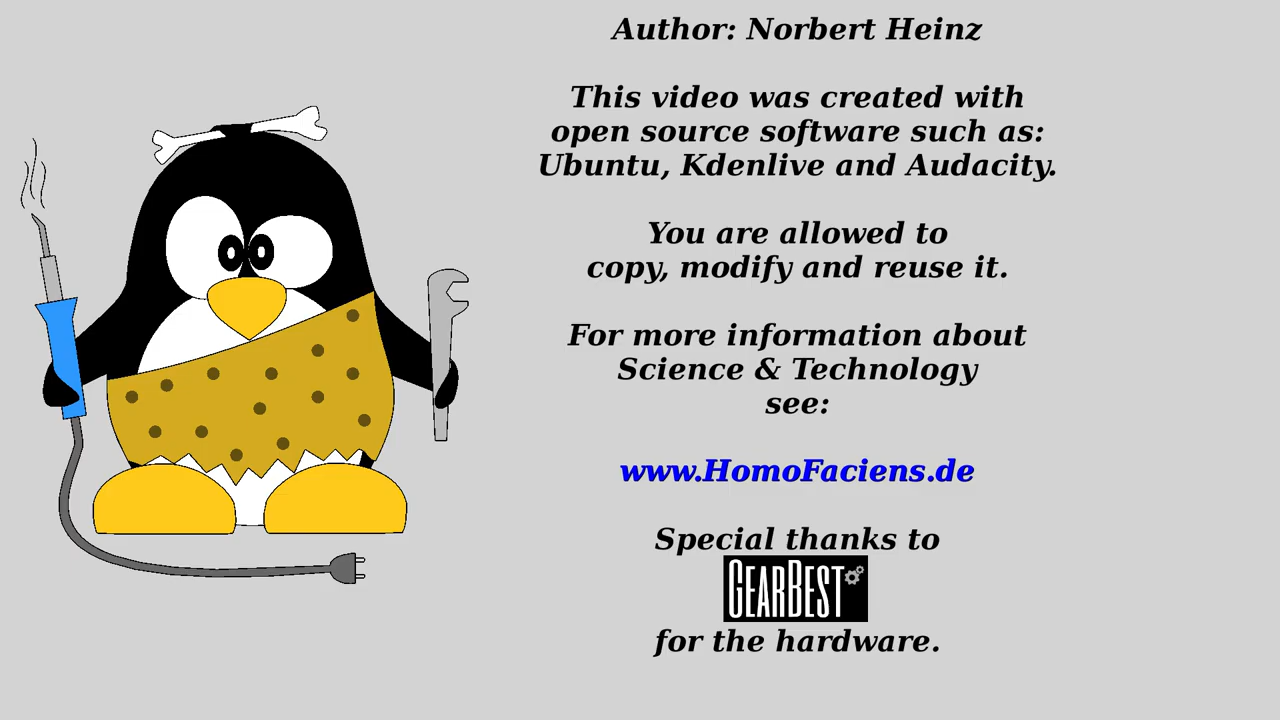 Author: Norbert Heinz
This video was created with
open source software such as:
Ubuntu, Kdenlive and Audacity.
You are allowed to
copy, modify and reuse it.
For more information about
Science & Technology
see:
www.HomoFaciens.de
Special thanks to
GEARBEST
for the hardware.